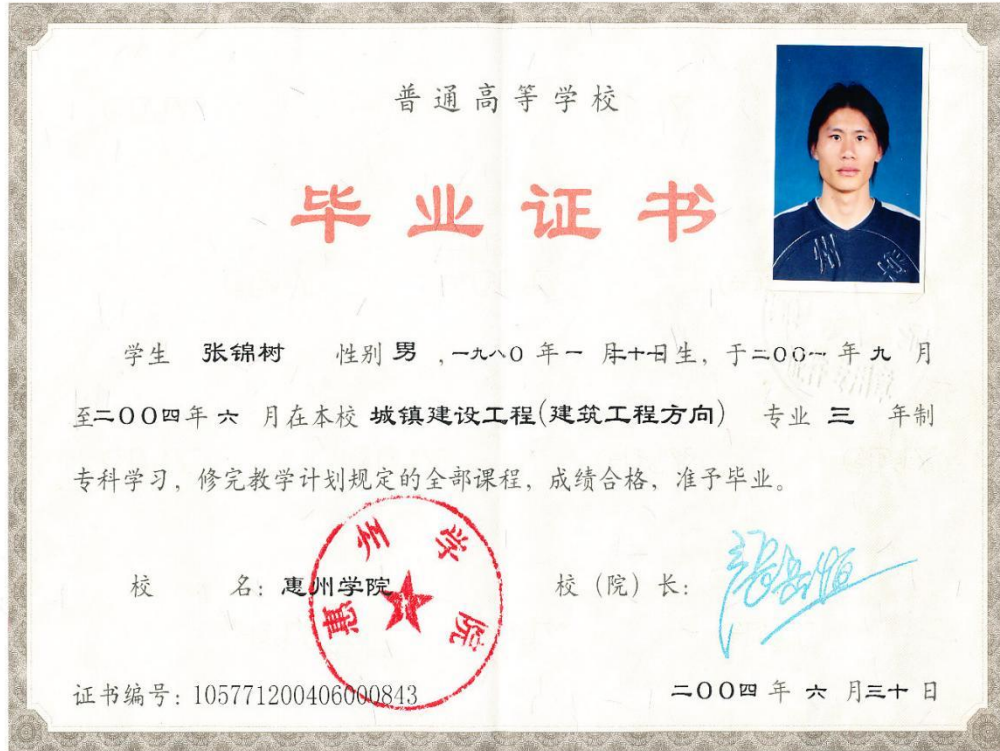 普通高等学校
毕业证书
学生 张锦树 性别 男 ,一九八〇 年 一 月十七日生, 于二〇〇一 年 九 月
至二〇〇四年 六 月在本校 城镇建设工程(建筑工程方向) 专业 三 年制
专科学习, 修完教学计划规定的全部课程, 成绩合格, 准予毕业。
校 名: 惠州学院
惠州学院
校 (院) 长:
证书编号: 105771200406000843
二〇〇四 年 六 月三十 日